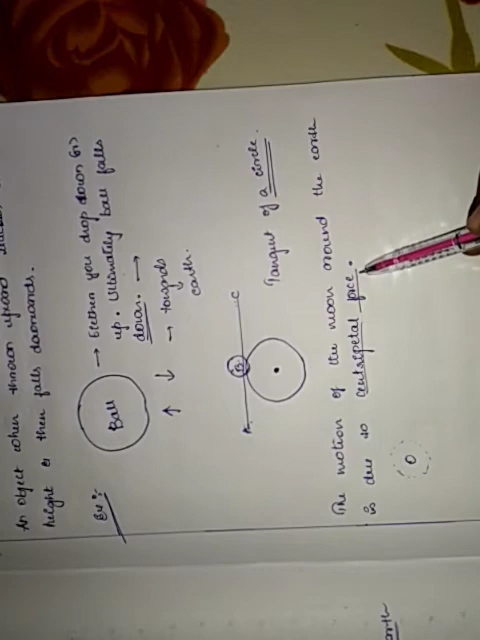 An object when thrown upward
height & then falls downwards.
Ex:-
Ball
→ you drop down (or)
up. Ultimately ball falls
down. →
↑ ↓ → towards
earth.
A B C
Tangent of a circle.
The motion of the moon around the earth
is due to centripetal force.